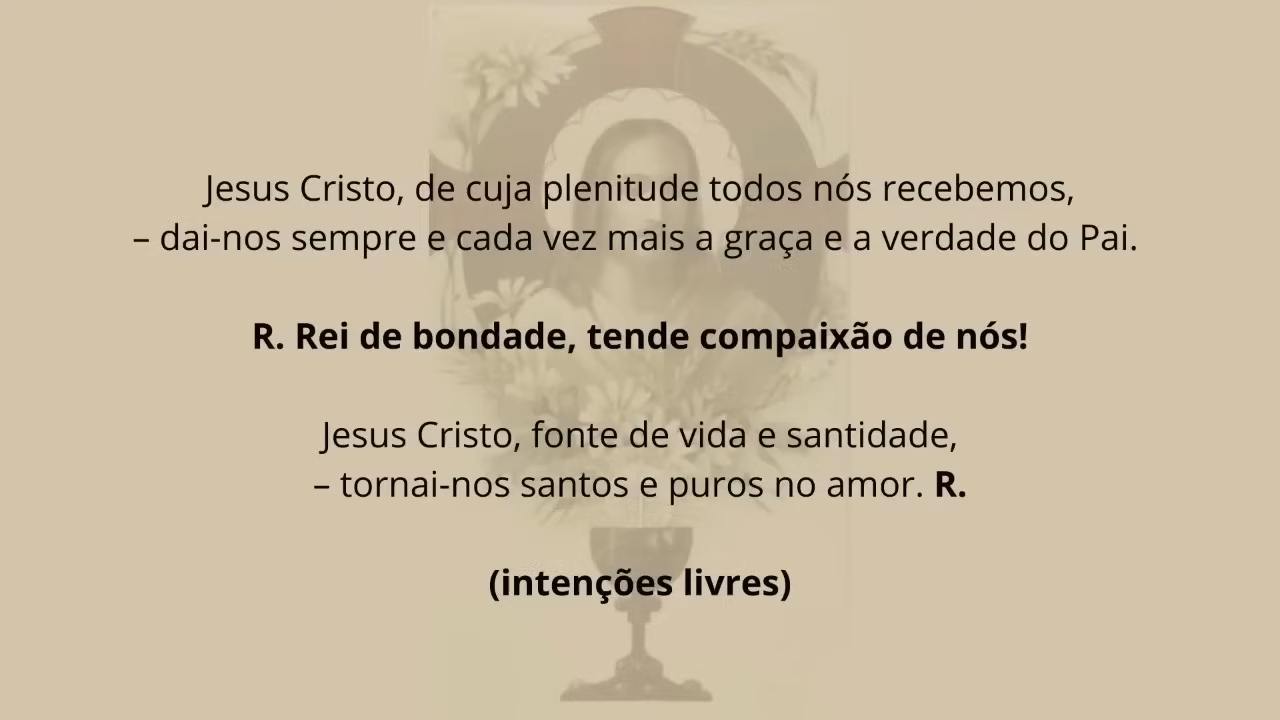 Jesus Cristo, de cuja plenitude todos nós recebemos,
– dai-nos sempre e cada vez mais a graça e a verdade do Pai.
R. Rei de bondade, tende compaixão de nós!
Jesus Cristo, fonte de vida e santidade,
– tornai-nos santos e puros no amor. R.
(intenções livres)